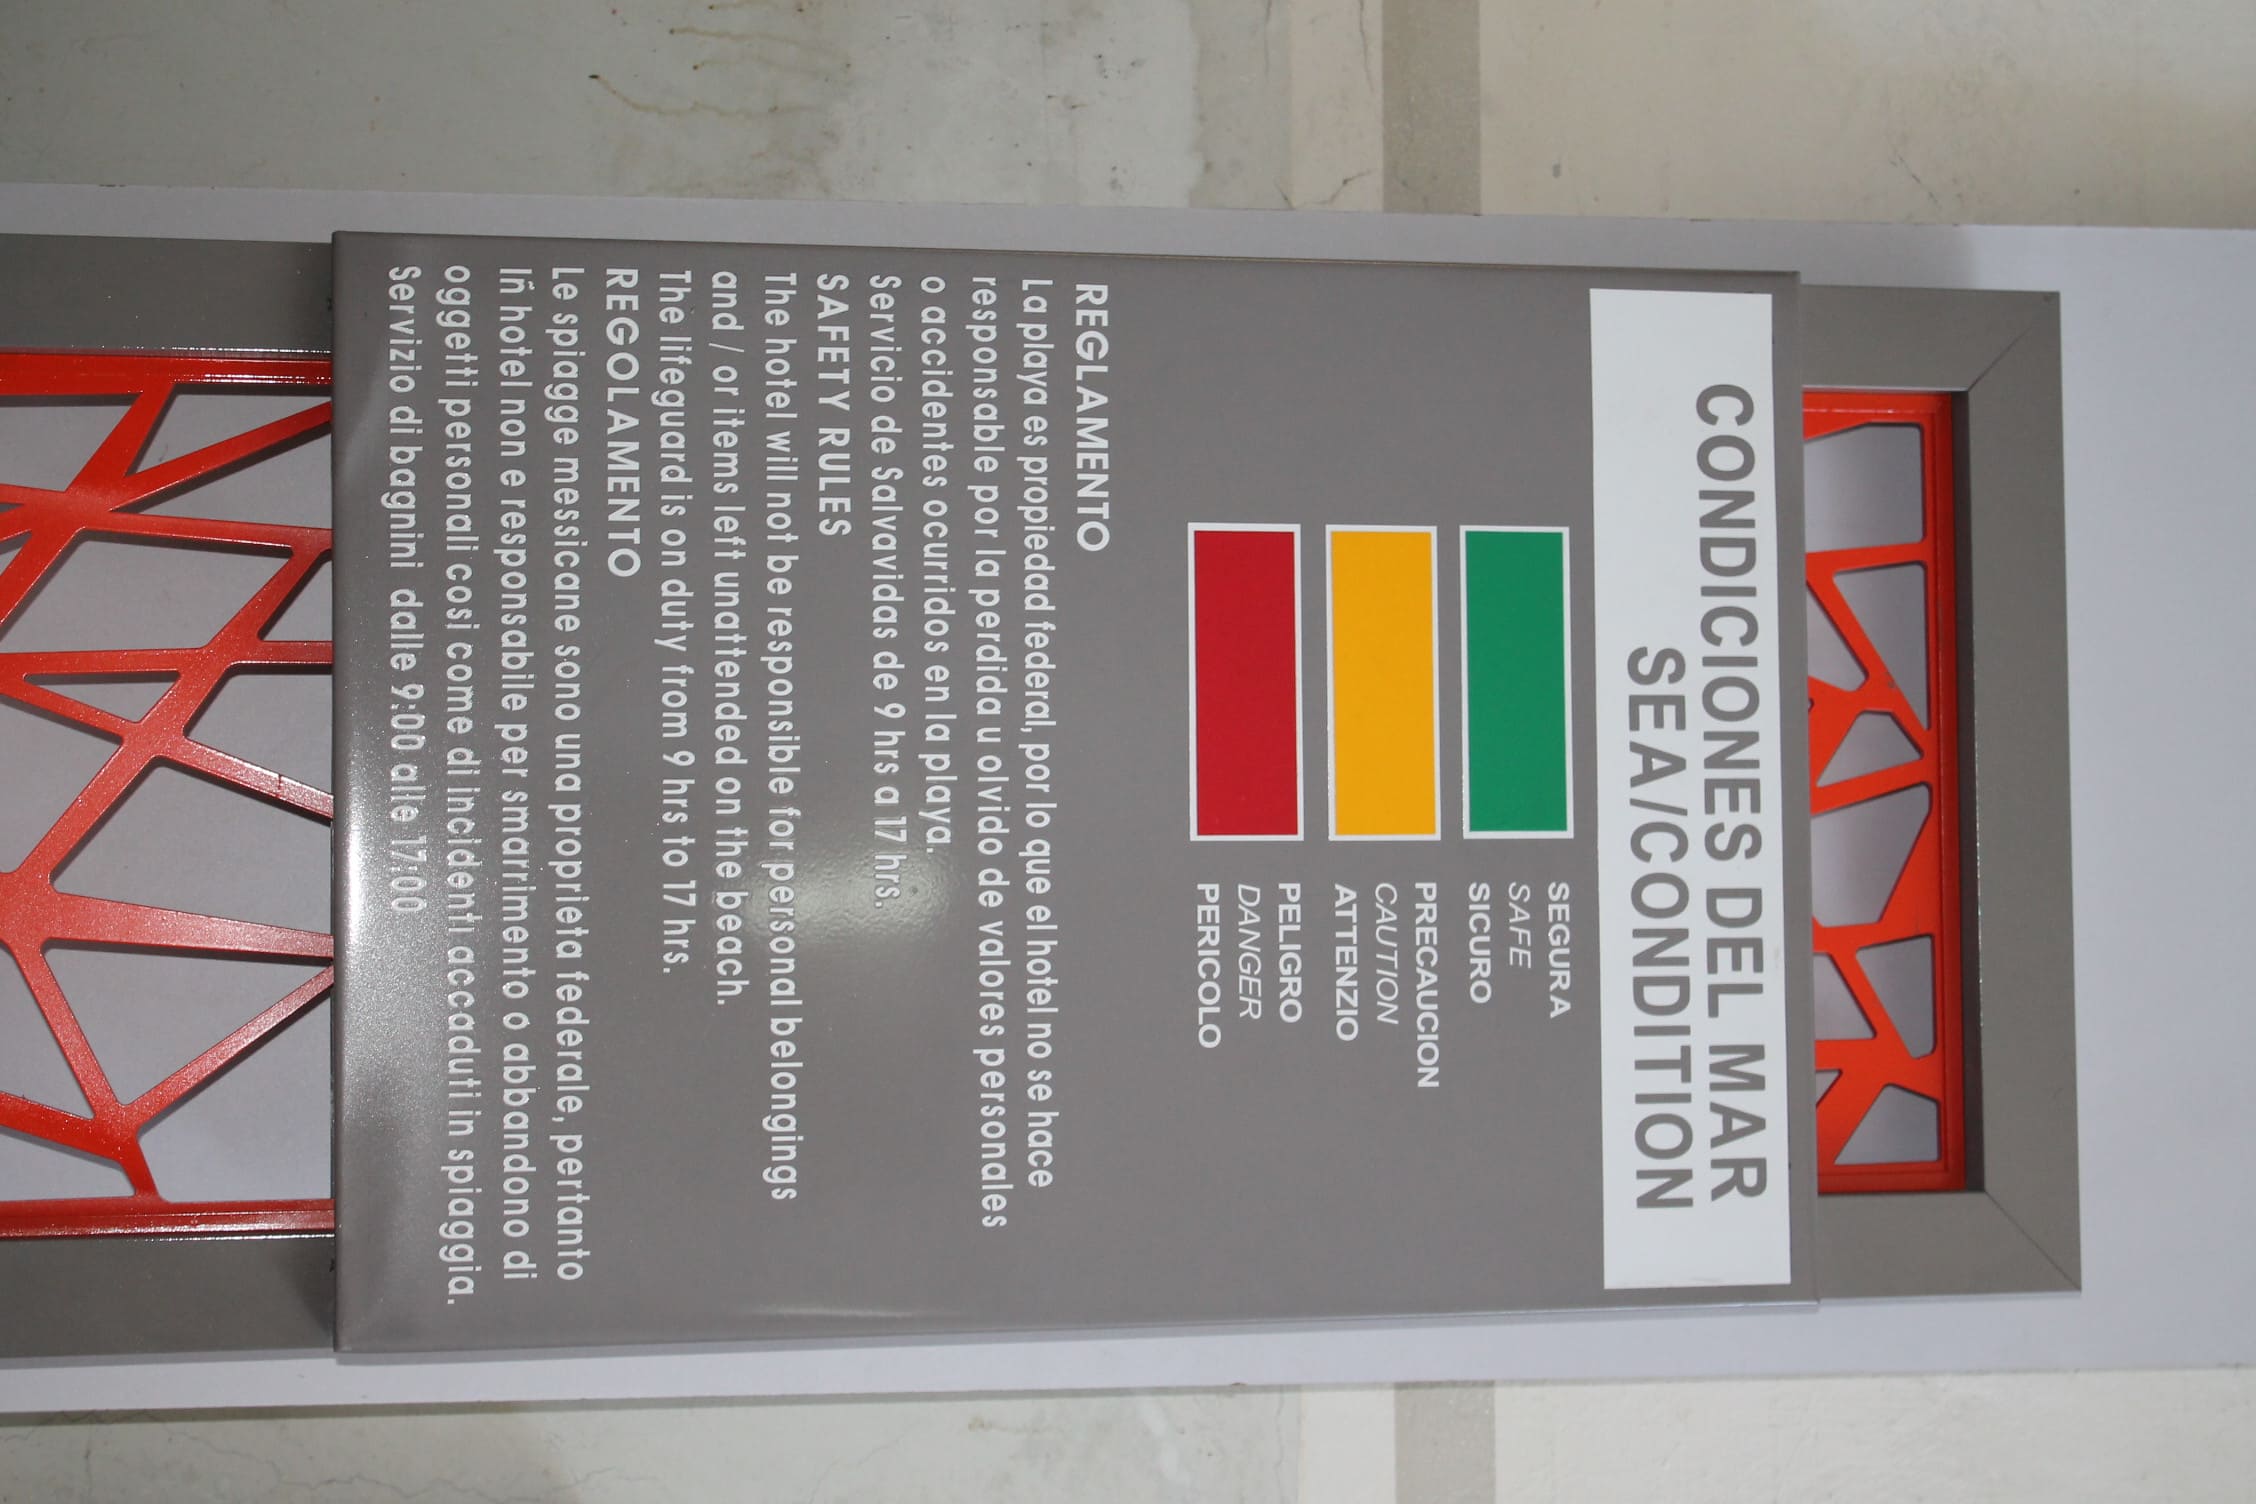 CONDICIONES DEL MAR
SEA/CONDITION
SEGURA
SAFE
SICURO
PRECAUCION
CAUTION
ATTENZIO
PELIGRO
DANGER
PERICOLO
REGLAMENTO
La playa es propiedad federal, por lo que el hotel no se hace
responsable por la perdida u olvido de valores personales
o accidentes ocurridos en la playa.
Servicio de Salvavidas de 9 hrs a 17 hrs.
SAFETY RULES
The hotel will not be responsible for personal belongings
and / or items left unattended on the beach.
The lifeguard is on duty from 9 hrs to 17 hrs.
REGOLAMENTO
Le spiagge messicane sono una proprieta federale, pertanto
Iñ hotel non e responsabile per smarrimento o abbandono di
oggetti personali cosi come di incidenti accaduti in spiaggia.
Servizio di bagnini dalle 9:00 alle 17:00